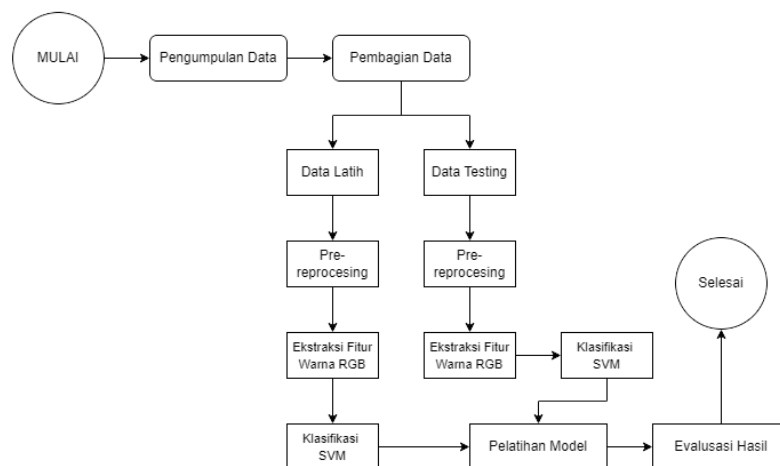 MULAI
Pengumpulan Data
Pembagian Data
Data Latih
Data Testing
Pre-
reprocesing
Pre-
reprocesing
Selesai
Ekstraksi Fitur
Warna RGB
Ekstraksi Fitur
Warna RGB
Klasifikasi
SVM
Klasifikasi
SVM
Pelatihan Model
Evalusasi Hasil